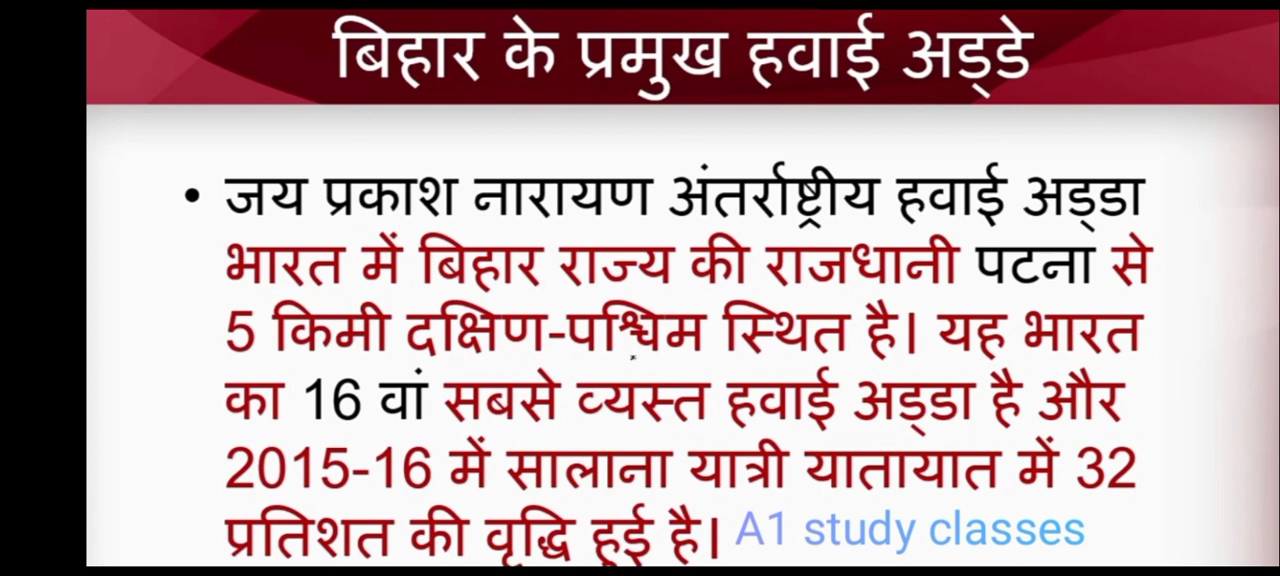 बिहार के प्रमुख हवाई अड्डे
• जय प्रकाश नारायण अंतर्राष्ट्रीय हवाई अड्डा
भारत में बिहार राज्य की राजधानी पटना से
5 किमी दक्षिण-पश्चिम स्थित है। यह भारत
का 16 वां सबसे व्यस्त हवाई अड्डा है और
2015-16 में सालाना यात्री यातायात में 32
प्रतिशत की वृद्धि हुई है। A1 study classes